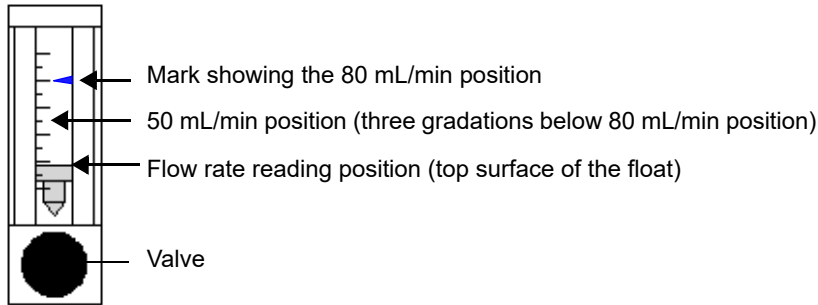 Mark showing the 80 mL/min position
50 mL/min position (three gradations below 80 mL/min position)
Flow rate reading position (top surface of the float)
Valve